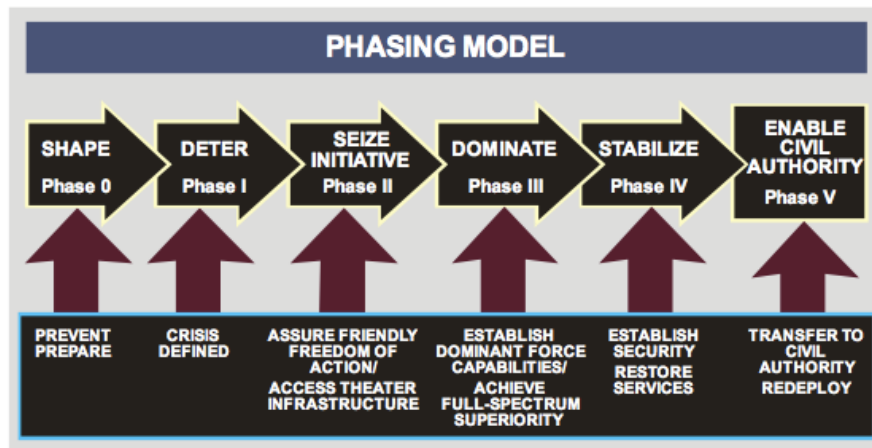 PHASING MODEL
SHAPE
Phase 0
DETER
Phase I
SEIZE
INITIATIVE
Phase II
DOMINATE
Phase III
STABILIZE
Phase IV
ENABLE
CIVIL
AUTHORITY
Phase V
PREVENT
PREPARE
CRISIS
DEFINED
ASSURE FRIENDLY
FREEDOM OF
ACTION/
ACCESS THEATER
INFRASTRUCTURE
ESTABLISH
DOMINANT FORCE
CAPABILITIES/
ACHIEVE
FULL-SPECTRUM
SUPERIORITY
ESTABLISH
SECURITY
RESTORE
SERVICES
TRANSFER TO
CIVIL
AUTHORITY
REDEPLOY